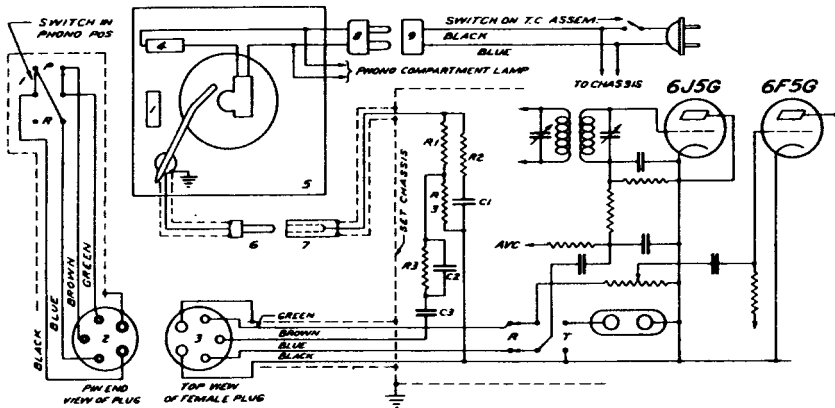 SWITCH IN
PHONO POS
P
R
1
BLACK
BLUE
BROWN
GREEN
2
PIN END
VIEW OF PLUG
4
1
5
6
7
8
9
SWITCH ON T.C ASSEM.
BLACK
BLUE
PHONO COMPARTMENT LAMP
TO CHASSIS
6J5G
6F5G
SET CHASSIS
R1
R2
R
3
C1
R3
C2
C3
AVC
3
GREEN
BROWN
BLUE
BLACK
TOP VIEW
OF FEMALE PLUG
R
T